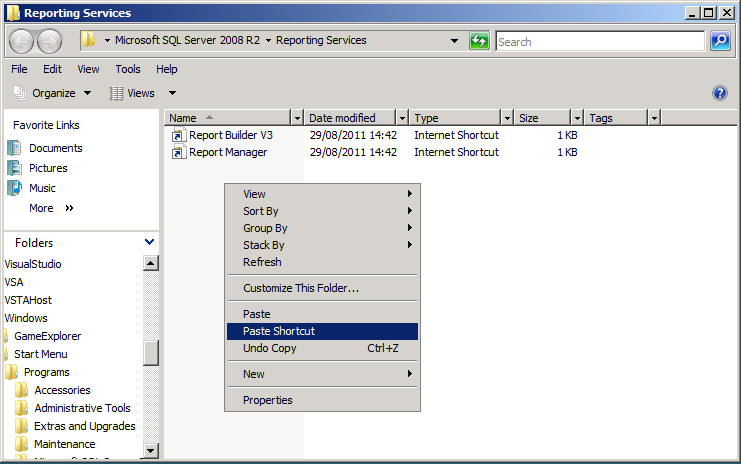 Reporting Services
Microsoft SQL Server 2008 R2 Reporting Services Search
File Edit View Tools Help
Organize Views
Favorite Links
Documents
Pictures
Music
More »
Folders
VisualStudio
VSA
VSTAHost
Windows
GameExplorer
Start Menu
Programs
Accessories
Administrative Tools
Extras and Upgrades
Maintenance
Name Date modified Type Size Tags
Report Builder V3 29/08/2011 14:42 Internet Shortcut 1 KB
Report Manager 29/08/2011 14:42 Internet Shortcut 1 KB
View
Sort By
Group By
Stack By
Refresh
Customize This Folder...
Paste
Paste Shortcut
Undo Copy Ctrl+Z
New
Properties